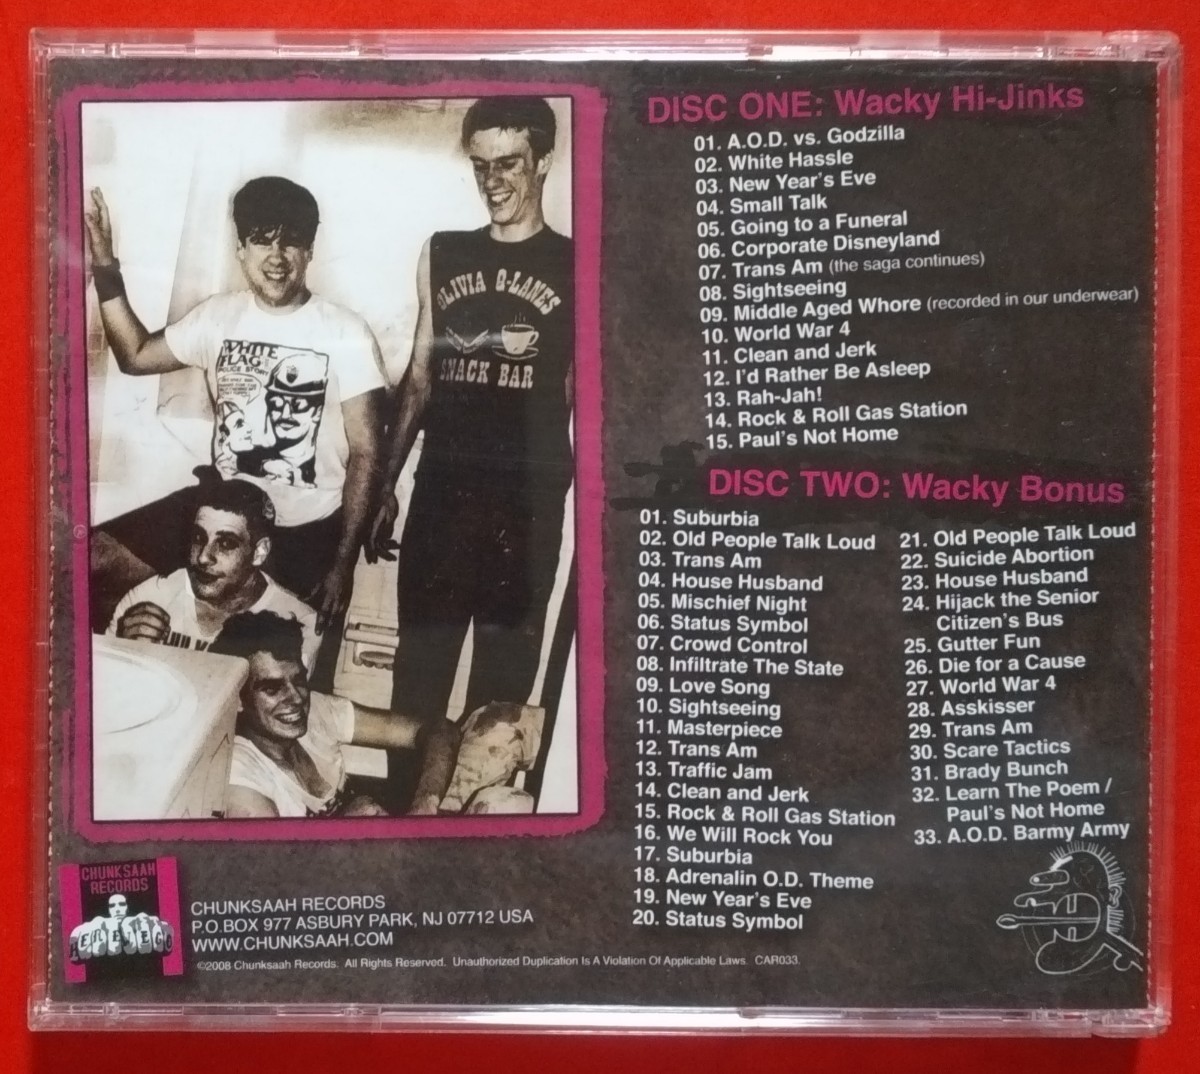 DISC ONE: Wacky Hi-Jinks
01. A.O.D. vs. Godzilla
02. White Hassle
03. New Year's Eve
04. Small Talk
05. Going to a Funeral
06. Corporate Disneyland
07. Trans Am (the saga continues)
08. Sightseeing
09. Middle Aged Whore (recorded in our underwear)
10. World War 4
11. Clean and Jerk
12. I'd Rather Be Asleep
13. Rah-Jah!
14. Rock & Roll Gas Station
15. Paul's Not Home
DISC TWO: Wacky Bonus
01. Suburbia
02. Old People Talk Loud
03. Trans Am
04. House Husband
05. Mischief Night
06. Status Symbol
07. Crowd Control
08. Infiltrate The State
09. Love Song
10. Sightseeing
11. Masterpiece
12. Trans Am
13. Traffic Jam
14. Clean and Jerk
15. Rock & Roll Gas Station
16. We Will Rock You
17. Suburbia
18. Adrenalin O.D. Theme
19. New Year's Eve
20. Status Symbol
21. Old People Talk Loud
22. Suicide Abortion
23. House Husband
24. Hijack the Senior
Citizen's Bus
25. Gutter Fun
26. Die for a Cause
27. World War 4
28. Asskisser
29. Trans Am
30. Scare Tactics
31. Brady Bunch
32. Learn The Poem /
Paul's Not Home
33. A.O.D. Barmy Army
OLIVIA Q-LANES
SNACK BAR
WHITE
FLAG
POLICE STORY
CHUNKSAAH
RECORDS
CHUNKSAAH RECORDS
P.O.BOX 977 ASBURY PARK, NJ 07712 USA
WWW.CHUNKSAAH.COM
©2008 Chunksaah Records. All Rights Reserved. Unauthorized Duplication Is A Violation Of Applicable Laws. CAR033.